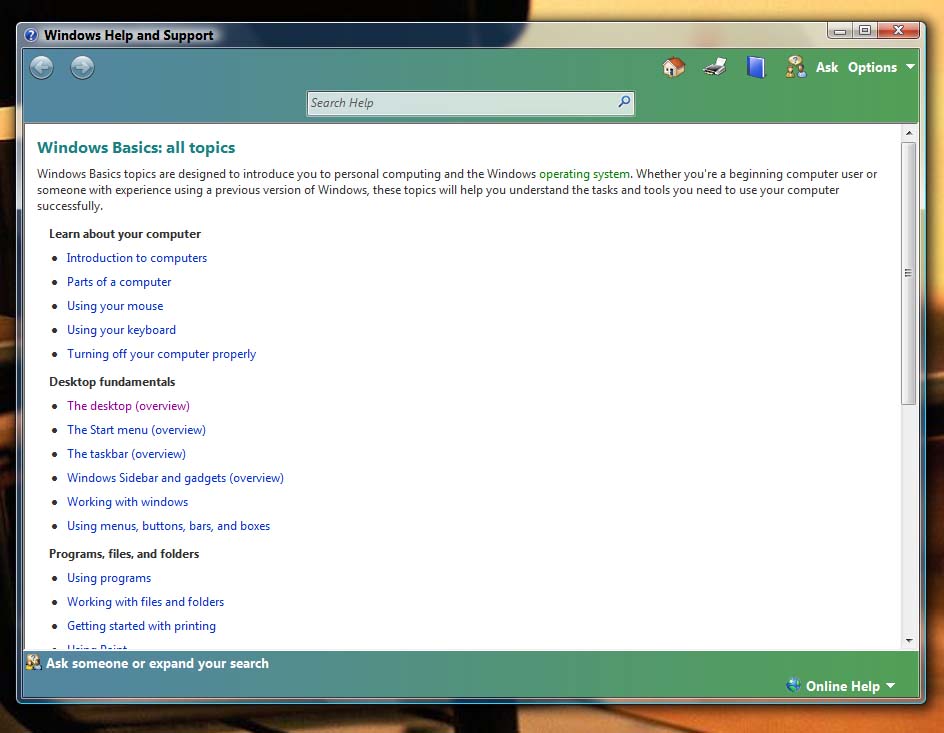 Windows Help and Support
Ask Options
Search Help
Windows Basics: all topics
Windows Basics topics are designed to introduce you to personal computing and the Windows operating system. Whether you're a beginning computer user or
someone with experience using a previous version of Windows, these topics will help you understand the tasks and tools you need to use your computer
successfully.
Learn about your computer
Introduction to computers
Parts of a computer
Using your mouse
Using your keyboard
Turning off your computer properly
Desktop fundamentals
The desktop (overview)
The Start menu (overview)
The taskbar (overview)
Windows Sidebar and gadgets (overview)
Working with windows
Using menus, buttons, bars, and boxes
Programs, files, and folders
Using programs
Working with files and folders
Getting started with printing
Using Paint
Ask someone or expand your search
Online Help